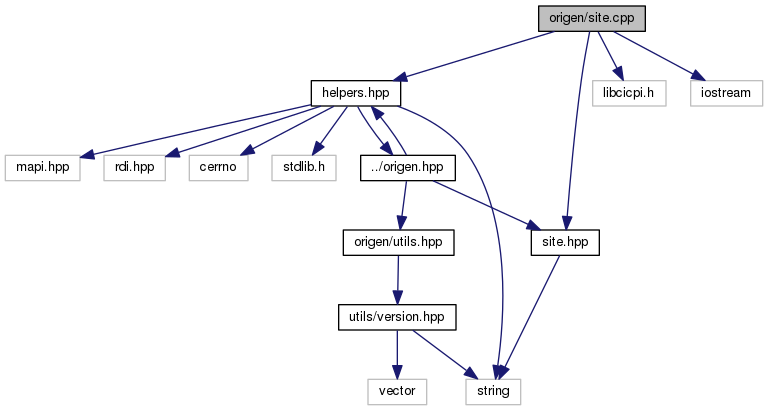 origen/site.cpp
helpers.hpp
libcicpi.h
iostream
mapi.hpp
rdi.hpp
cerrno
stdlib.h
../origen.hpp
origen/utils.hpp
site.hpp
utils/version.hpp
vector
string